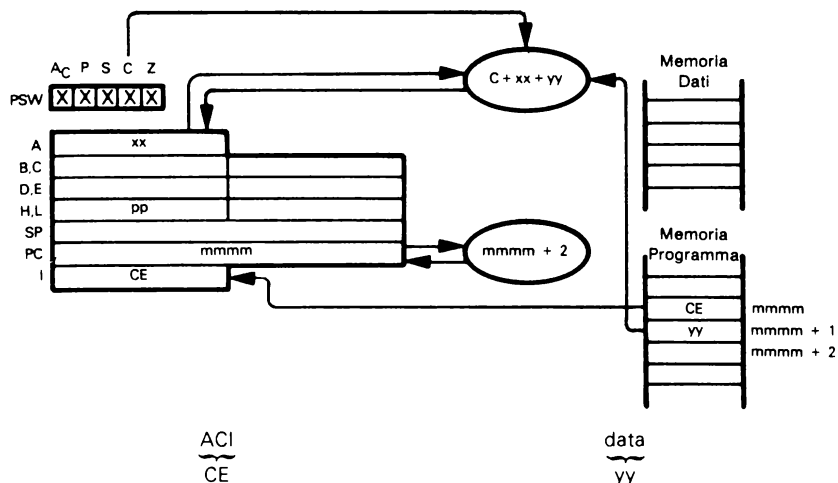 A_C P S C Z
PSW X X X X X
C + xx + yy
Memoria
Dati
A xx
B,C
D,E
H,L pp
SP
PC mmmm
mmmm + 2
I CE
Memoria
Programma
CE mmmm
yy mmmm + 1
mmmm + 2
ACI data
CE yy